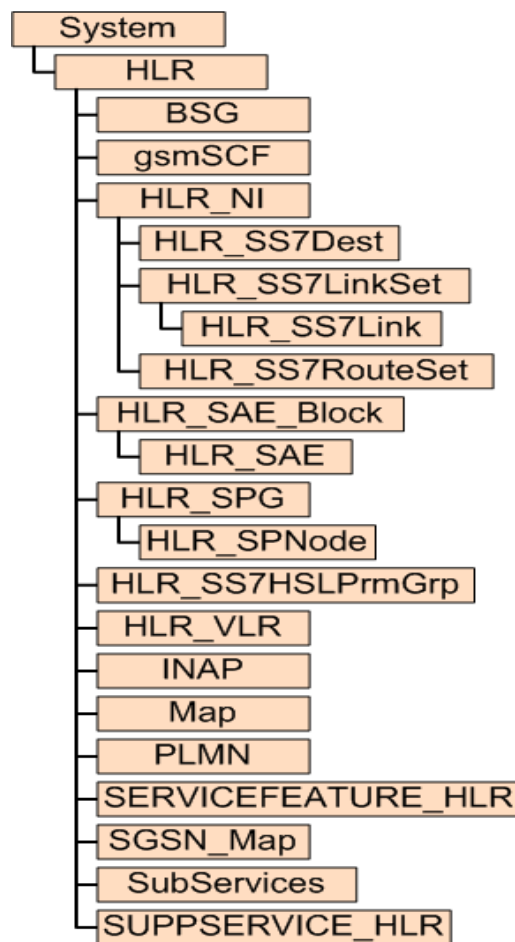 System
HLR
BSG
gsmSCF
HLR_NI
HLR_SS7Dest
HLR_SS7LinkSet
HLR_SS7Link
HLR_SS7RouteSet
HLR_SAE_Block
HLR_SAE
HLR_SPG
HLR_SPNode
HLR_SS7HSLPrmGrp
HLR_VLR
INAP
Map
PLMN
SERVICEFEATURE_HLR
SGSN_Map
SubServices
SUPPSERVICE_HLR